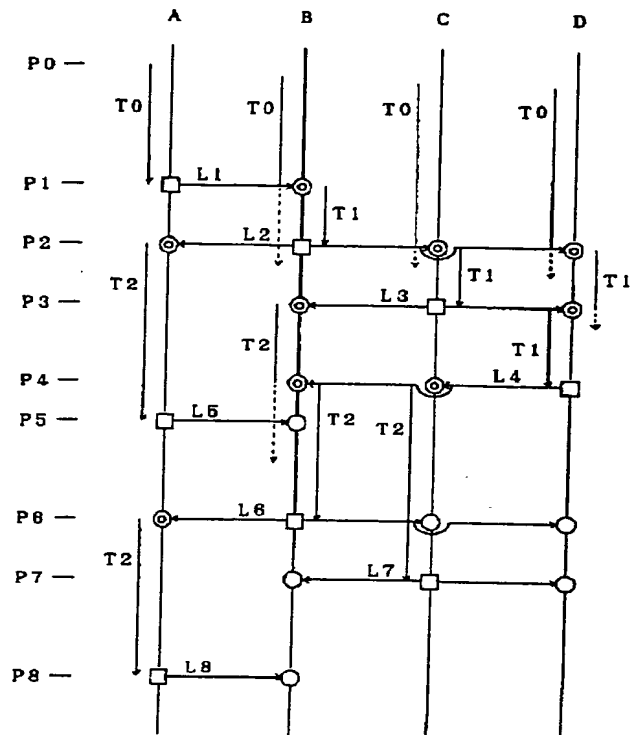 A B C D
P0 —
T0 T0 T0 T0
P1 — L1
T1
P2 — L2
T2 T1 T1
P3 — L3
T2 T1
P4 — L4
T2 T2
P5 — L5
P6 — L6
T2
P7 — L7
P8 — L8